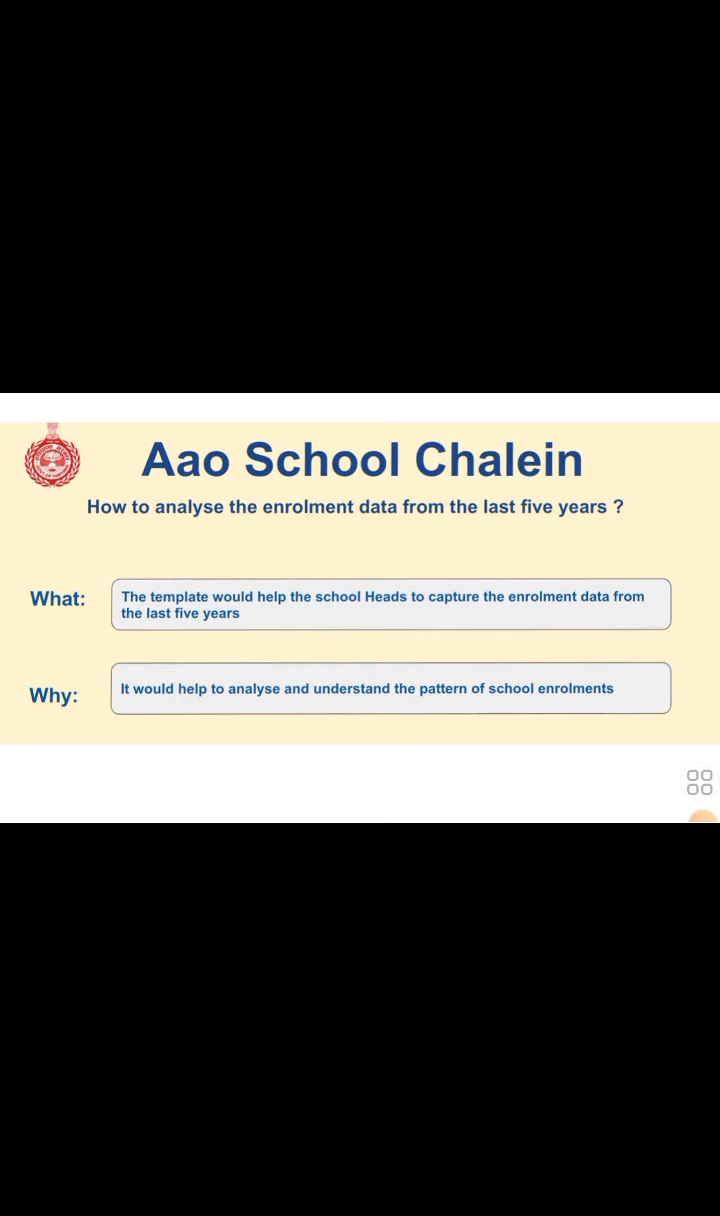 Aao School Chalein
How to analyse the enrolment data from the last five years ?
What:
The template would help the school Heads to capture the enrolment data from
the last five years
Why:
It would help to analyse and understand the pattern of school enrolments